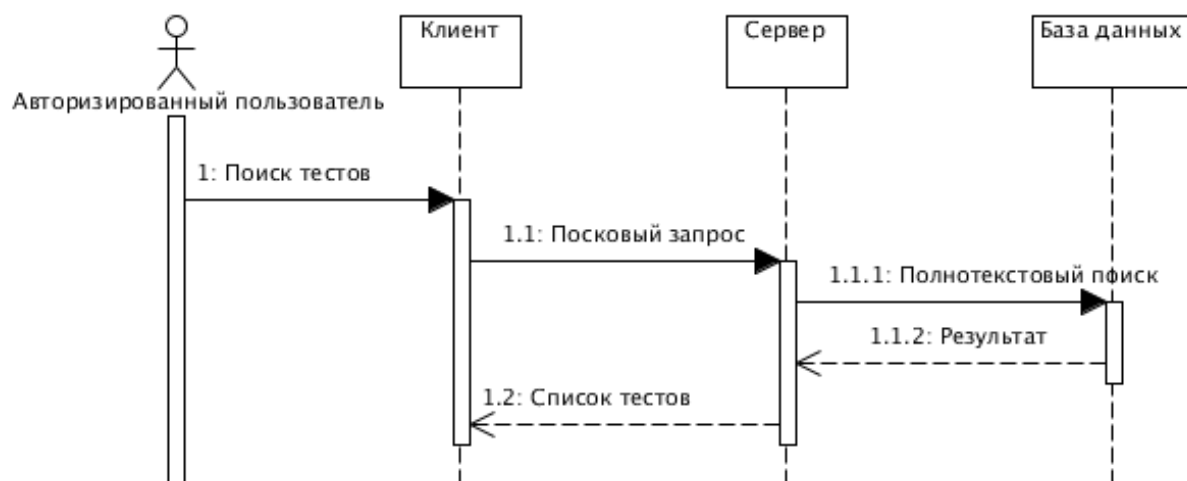 Клиент
Сервер
База данных
Авторизированный пользователь
1: Поиск тестов
1.1: Посковый запрос
1.1.1: Полнотекстовый поиск
1.1.2: Результат
1.2: Список тестов